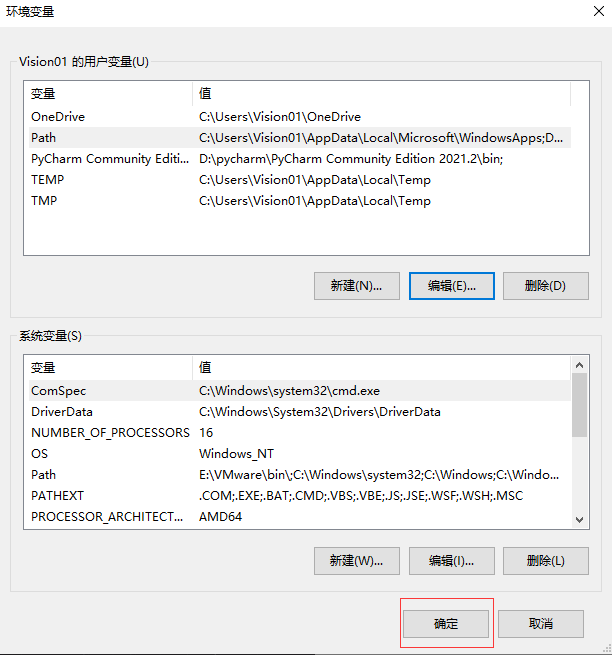 环境变量
Vision01 的用户变量(U)
变量 值
OneDrive C:\Users\Vision01\OneDrive
Path C:\Users\Vision01\AppData\Local\Microsoft\WindowsApps;D...
PyCharm Community Editi... D:\pycharm\PyCharm Community Edition 2021.2\bin;
TEMP C:\Users\Vision01\AppData\Local\Temp
TMP C:\Users\Vision01\AppData\Local\Temp
新建(N)... 编辑(E)... 删除(D)
系统变量(S)
变量 值
ComSpec C:\Windows\system32\cmd.exe
DriverData C:\Windows\System32\Drivers\DriverData
NUMBER_OF_PROCESSORS 16
OS Windows_NT
Path E:\VMware\bin\;C:\Windows\system32;C:\Windows;C:\Windo...
PATHEXT .COM;.EXE;.BAT;.CMD;.VBS;.VBE;.JS;.JSE;.WSF;.WSH;.MSC
PROCESSOR_ARCHITECT... AMD64
新建(W)... 编辑(I)... 删除(L)
确定 取消